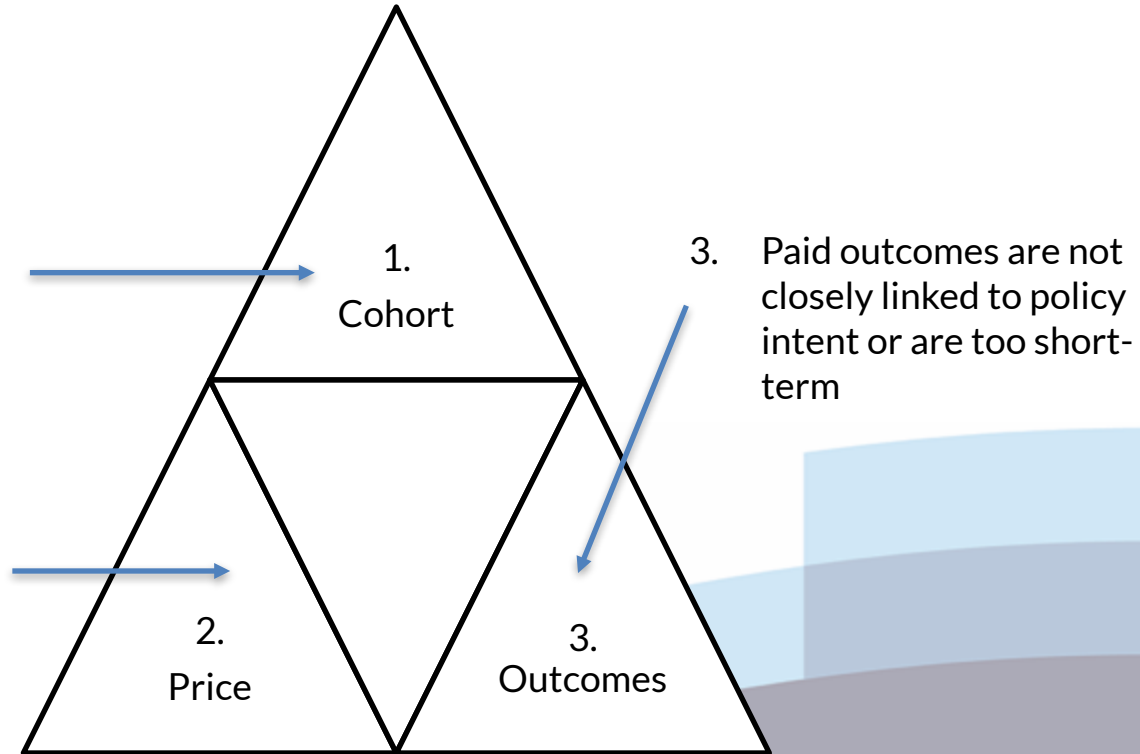 1.
Cohort
3. Paid outcomes are not
closely linked to policy
intent or are too short-
term
2.
Price
3.
Outcomes